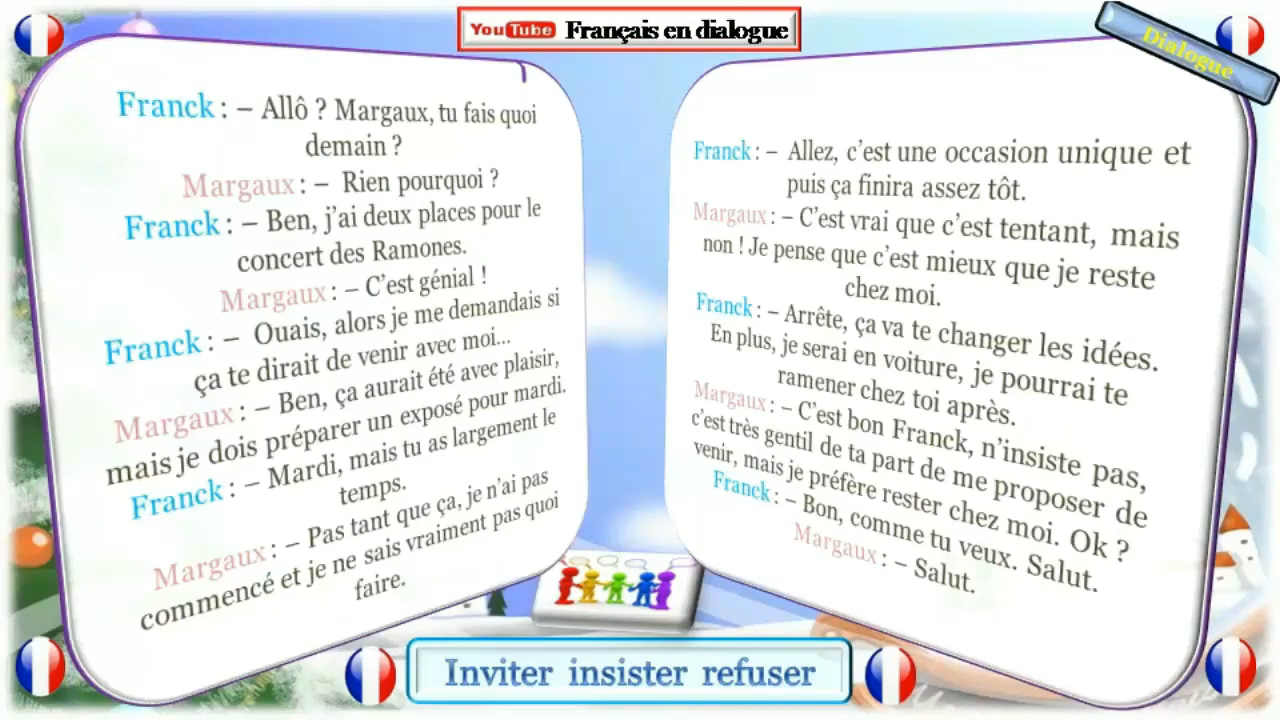 YouTube Français en dialogue
Dialogue
Franck : – Allô ? Margaux, tu fais quoi
demain ?
Margaux : – Rien pourquoi ?
Franck : – Ben, j'ai deux places pour le
concert des Ramones.
Margaux : – C'est génial !
Franck : – Ouais, alors je me demandais si
ça te dirait de venir avec moi...
Margaux : – Ben, ça aurait été avec plaisir,
mais je dois préparer un exposé pour mardi.
Franck : – Mardi, mais tu as largement le
temps.
Margaux : – Pas tant que ça, je n'ai pas
commencé et je ne sais vraiment pas quoi
faire.
Franck : – Allez, c'est une occasion unique et
puis ça finira assez tôt.
Margaux : – C'est vrai que c'est tentant, mais
non ! Je pense que c'est mieux que je reste
chez moi.
Franck : – Arrête, ça va te changer les idées.
En plus, je serai en voiture, je pourrai te
ramener chez toi après.
Margaux : – C'est bon Franck, n'insiste pas,
c'est très gentil de ta part de me proposer de
venir, mais je préfère rester chez moi. Ok ?
Franck : – Bon, comme tu veux. Salut.
Margaux : – Salut.
Inviter insister refuser